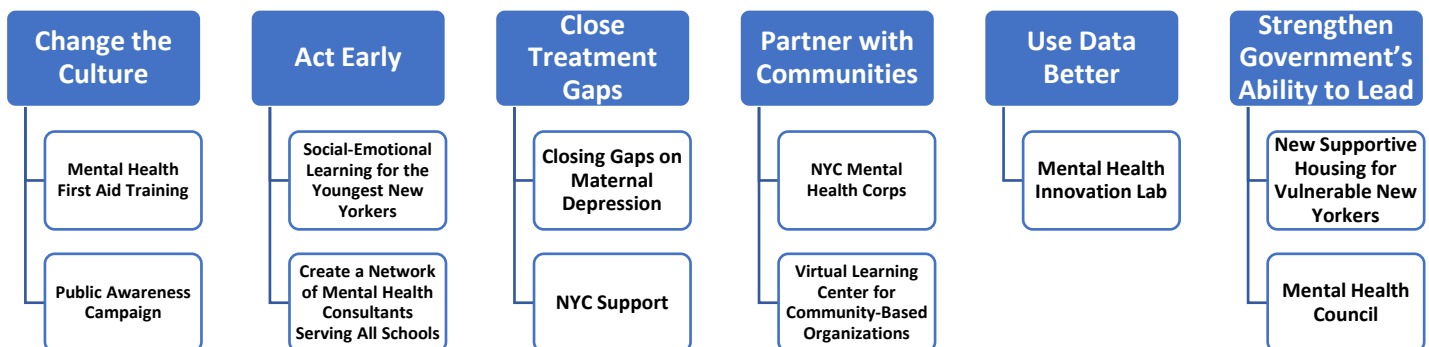 Change the
Culture
Mental Health
First Aid Training
Public Awareness
Campaign
Act Early
Social-Emotional
Learning for the
Youngest New
Yorkers
Create a Network
of Mental Health
Consultants
Serving All Schools
Close
Treatment
Gaps
Closing Gaps on
Maternal
Depression
NYC Support
Partner with
Communities
NYC Mental
Health Corps
Virtual Learning
Center for
Community-Based
Organizations
Use Data
Better
Mental Health
Innovation Lab
Strengthen
Government’s
Ability to Lead
New Supportive
Housing for
Vulnerable New
Yorkers
Mental Health
Council